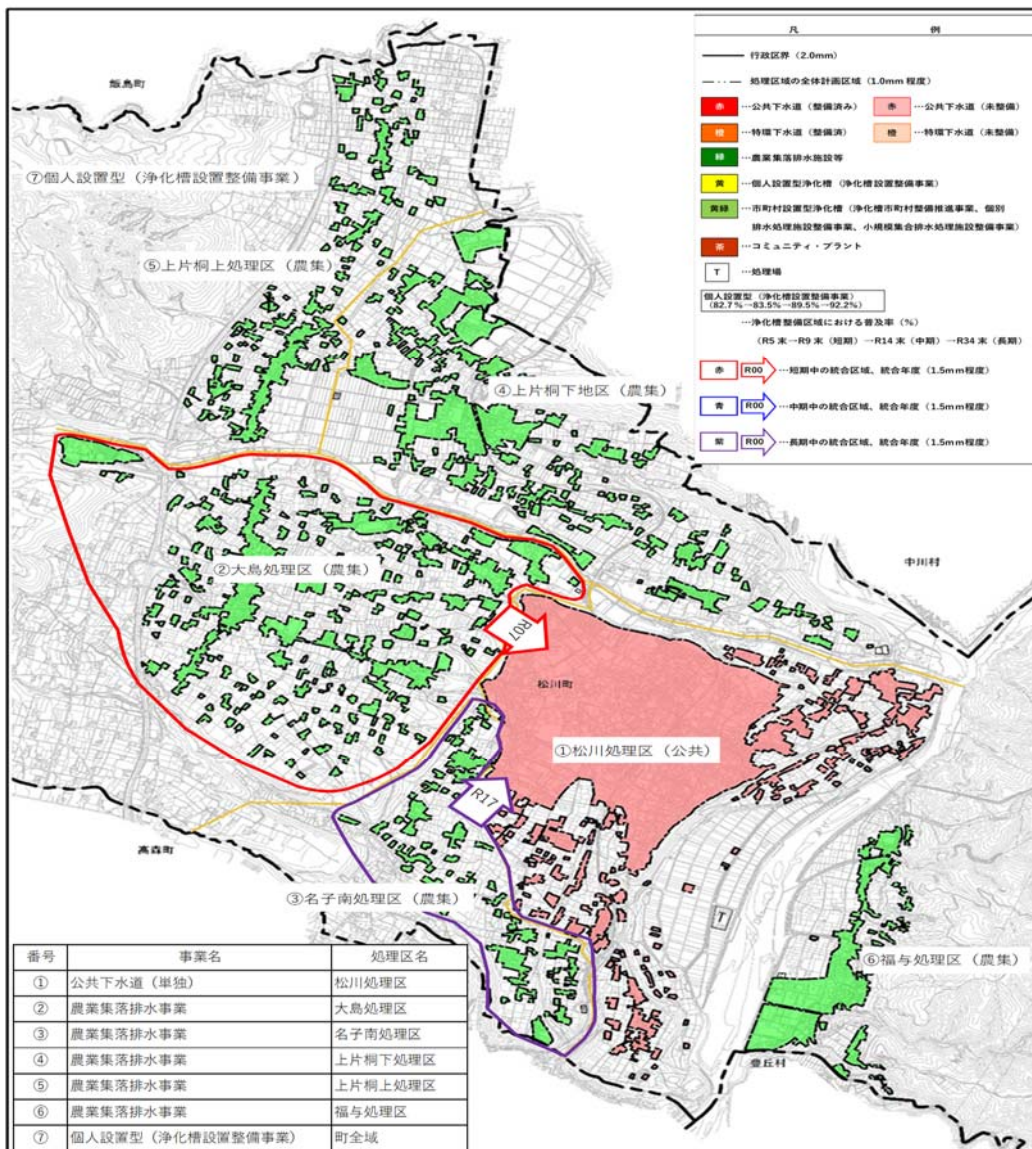 飯島町
⑦個人設置型（浄化槽設置整備事業）
⑤上片桐上処理区（農集）
④上片桐下地区（農集）
②大島処理区（農集）
中川村
R07
松川町
①松川処理区（公共）
R17
高森町
③名子南処理区（農集）
T
⑥福与処理区（農集）
豊丘村
凡 例
行政区界（2.0mm）
処理区域の全体計画区域（1.0mm 程度）
赤 …公共下水道（整備済み） 赤 …公共下水道（未整備）
橙 …特環下水道（整備済） 橙 …特環下水道（未整備）
緑 …農業集落排水施設等
黄 …個人設置型浄化槽（浄化槽設置整備事業）
黄緑 …市町村設置型浄化槽（浄化槽市町村整備推進事業、個別
排水処理施設整備事業、小規模集合排水処理施設整備事業）
茶 …コミュニティ・プラント
T …処理場
個人設置型（浄化槽設置整備事業）
（82.7％→83.5％→89.5％→92.2％）
…浄化槽整備区域における普及率（%）
（R5 末→R9 末（短期）→R14 末（中期）→R34 末（長期）
赤 R00 …短期中の統合区域、統合年度（1.5mm程度）
青 R00 …中期中の統合区域、統合年度（1.5mm程度）
紫 R00 …長期中の統合区域、統合年度（1.5mm程度）
番号 事業名 処理区名
① 公共下水道（単独） 松川処理区
② 農業集落排水事業 大島処理区
③ 農業集落排水事業 名子南処理区
④ 農業集落排水事業 上片桐下処理区
⑤ 農業集落排水事業 上片桐上処理区
⑥ 農業集落排水事業 福与処理区
⑦ 個人設置型（浄化槽設置整備事業） 町全域